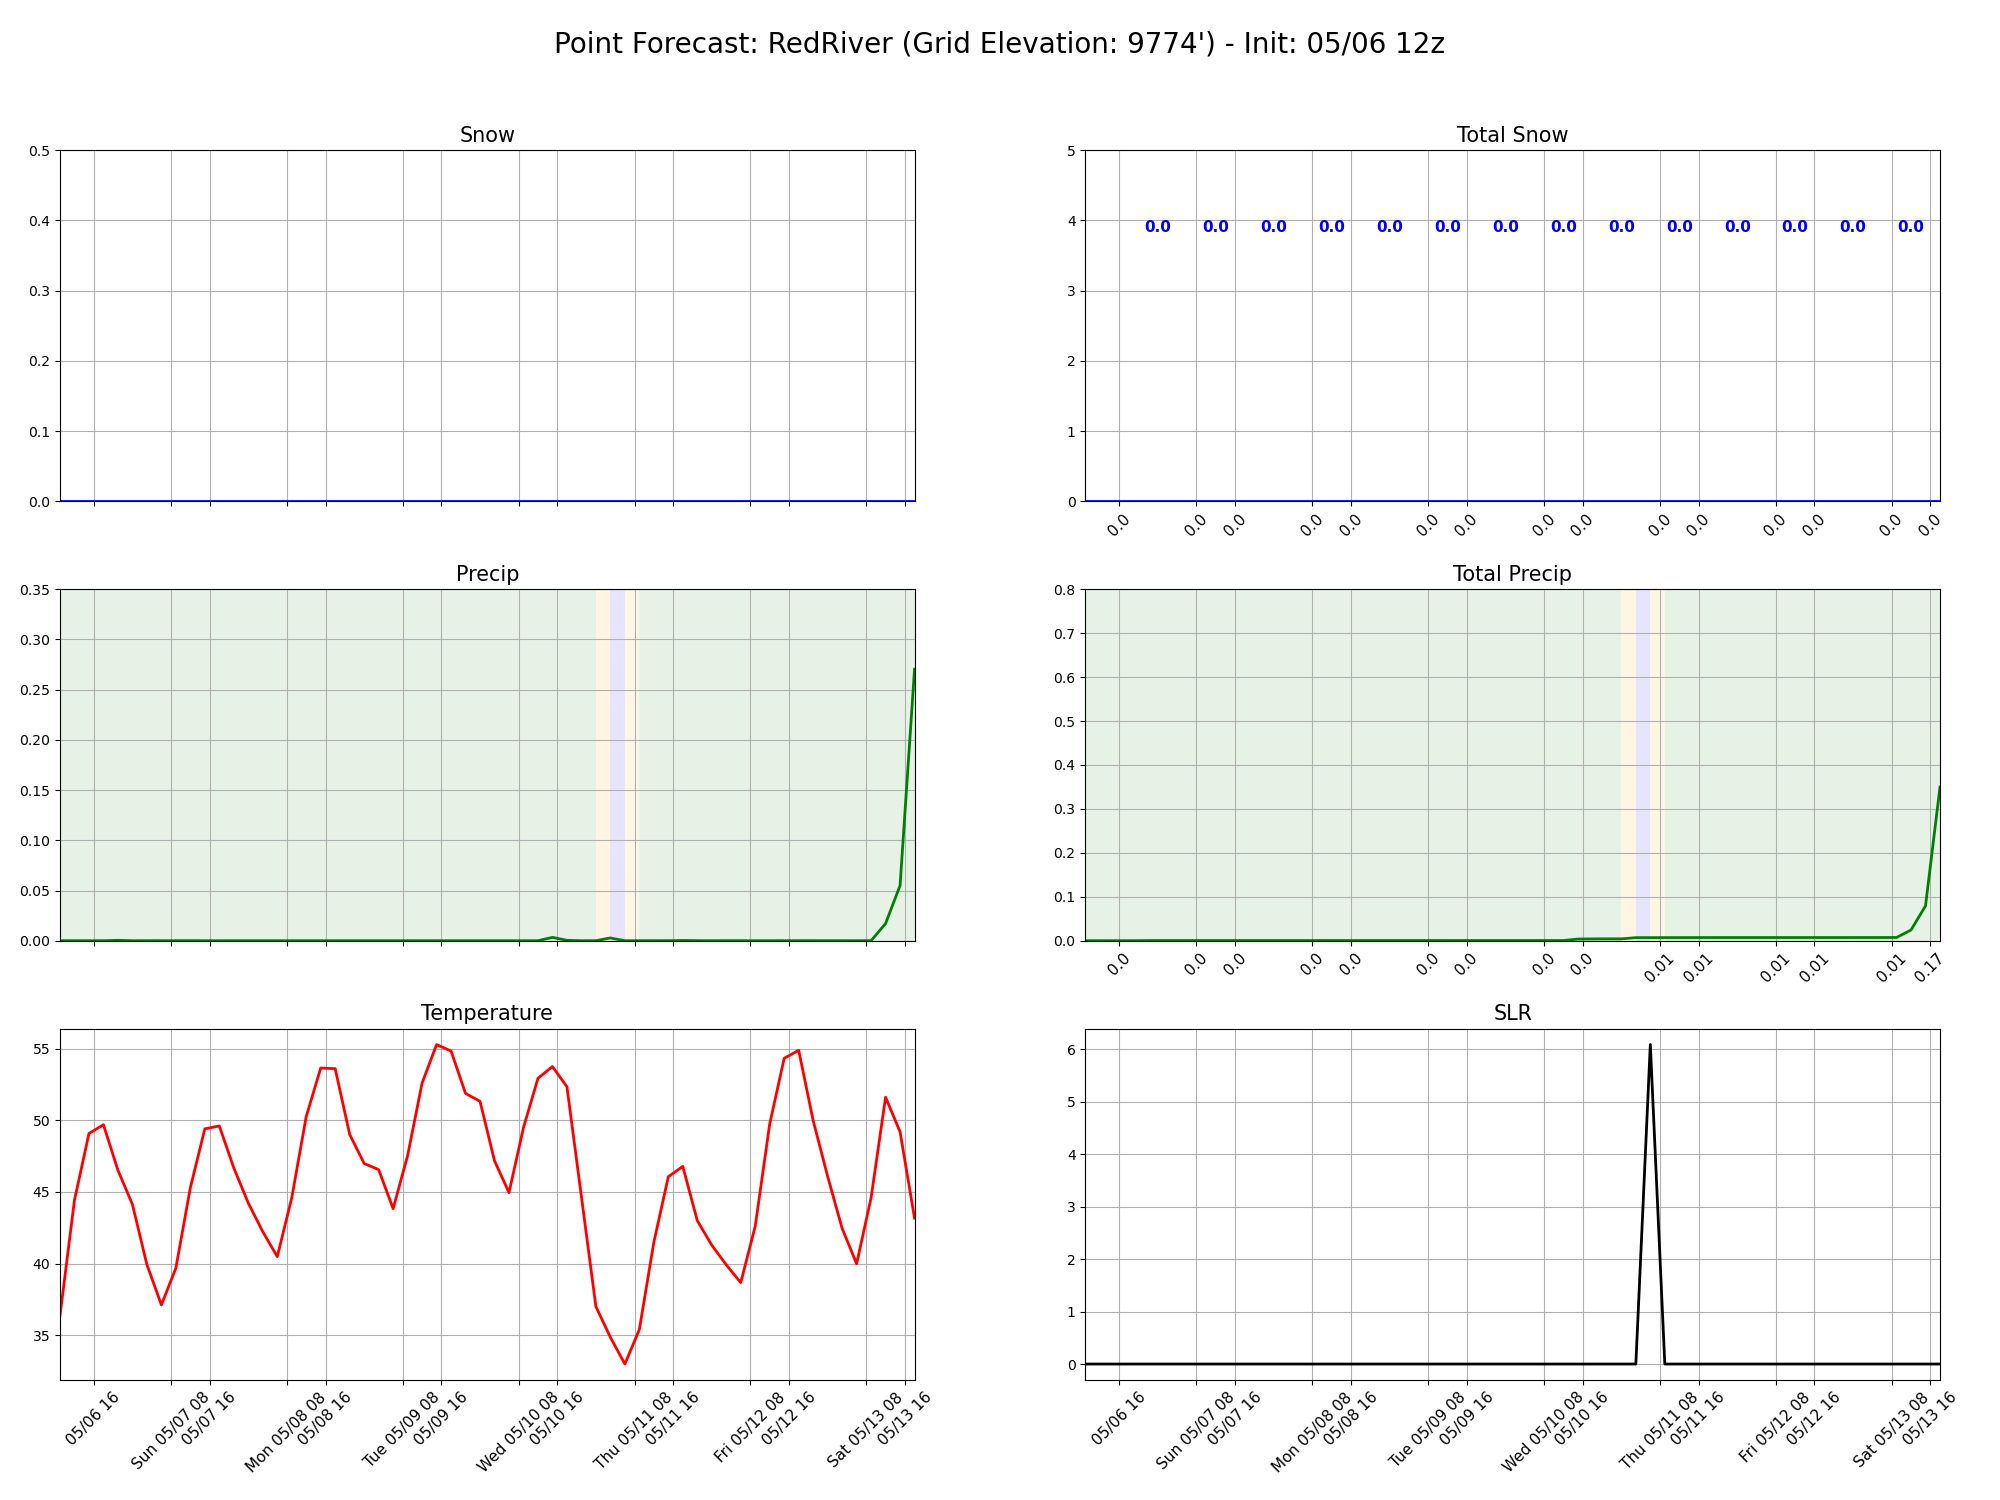 Point Forecast: RedRiver (Grid Elevation: 9774') - Init: 05/06 12z
Snow
0.5
0.4
0.3
0.2
0.1
0.0
Total Snow
5
4
3
2
1
0
0.0 0.0 0.0 0.0 0.0 0.0 0.0 0.0 0.0 0.0 0.0 0.0 0.0 0.0
0.0 0.0 0.0 0.0 0.0 0.0 0.0 0.0 0.0 0.0 0.0 0.0 0.0 0.0 0.0
Precip
0.35
0.30
0.25
0.20
0.15
0.10
0.05
0.00
Total Precip
0.8
0.7
0.6
0.5
0.4
0.3
0.2
0.1
0.0
0.0 0.0 0.0 0.0 0.0 0.0 0.0 0.0 0.0 0.01 0.01 0.01 0.01 0.01 0.17
Temperature
55
50
45
40
35
05/06 16
Sun 05/07 08
05/07 16
Mon 05/08 08
05/08 16
Tue 05/09 08
05/09 16
Wed 05/10 08
05/10 16
Thu 05/11 08
05/11 16
Fri 05/12 08
05/12 16
Sat 05/13 08
05/13 16
SLR
6
5
4
3
2
1
0
05/06 16
Sun 05/07 08
05/07 16
Mon 05/08 08
05/08 16
Tue 05/09 08
05/09 16
Wed 05/10 08
05/10 16
Thu 05/11 08
05/11 16
Fri 05/12 08
05/12 16
Sat 05/13 08
05/13 16